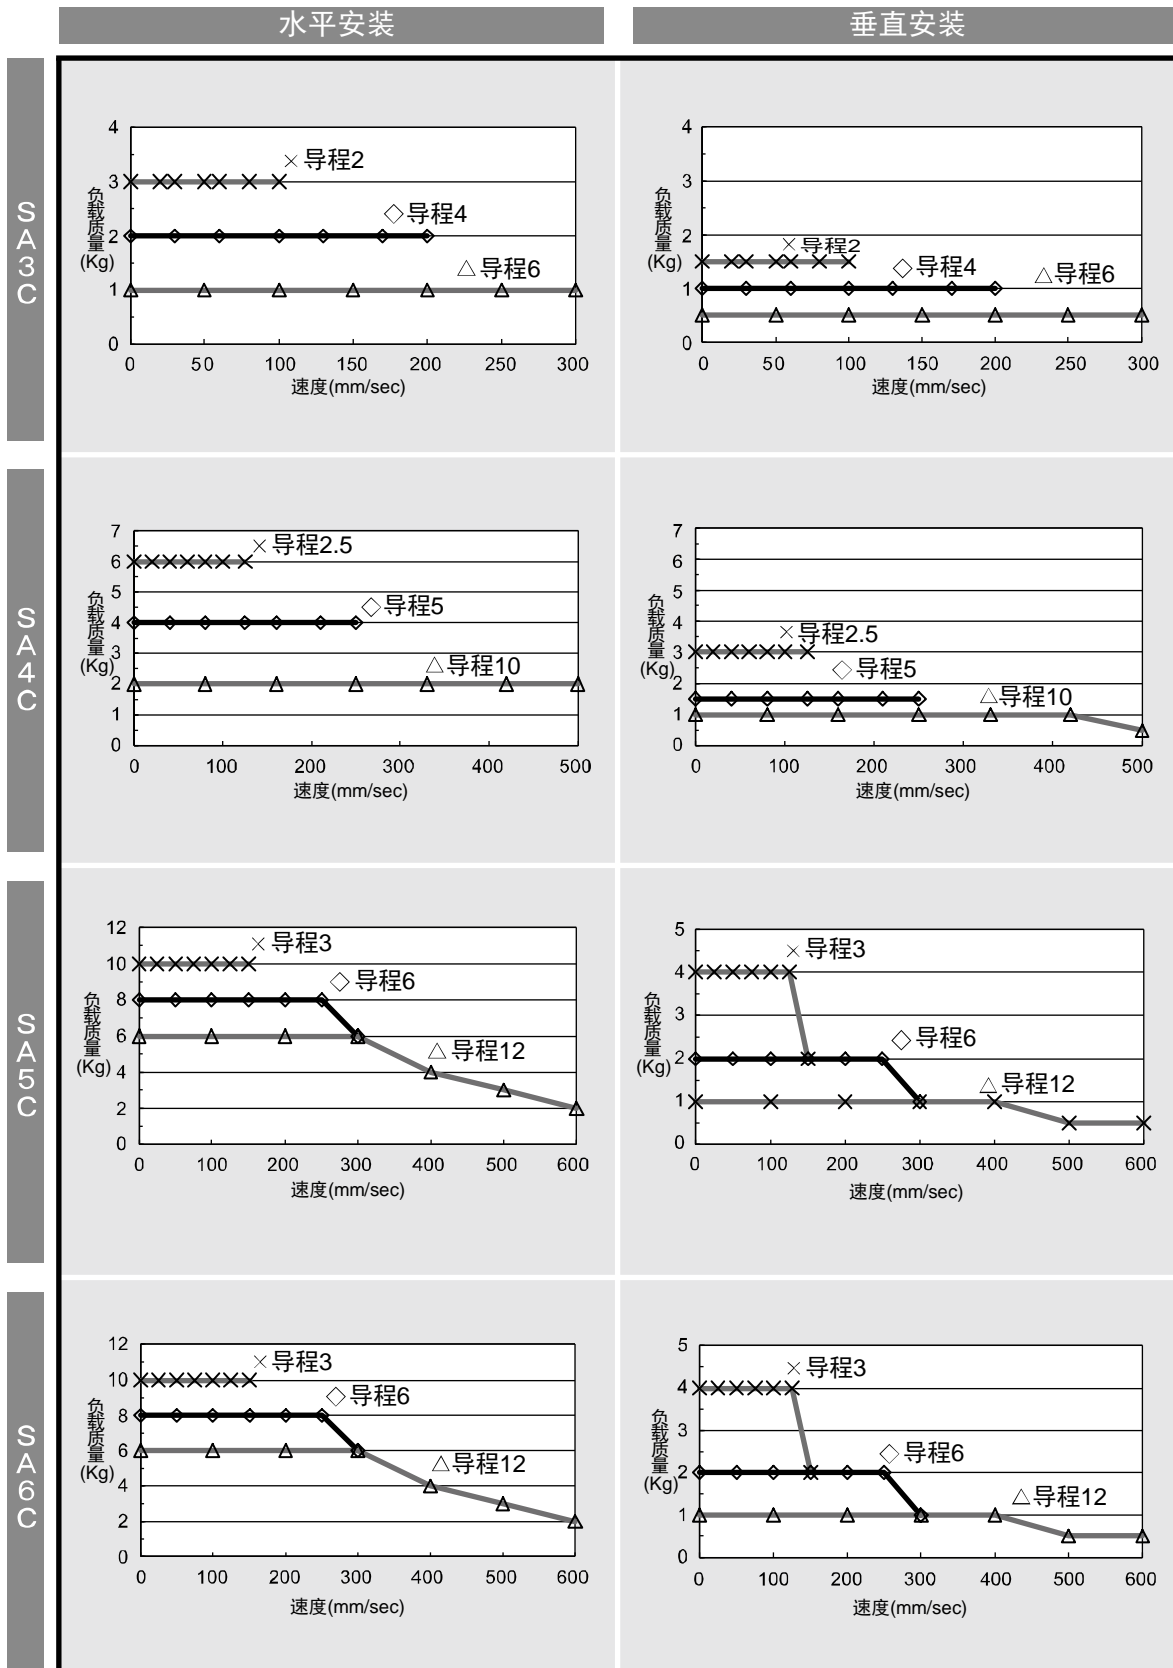 水平安装
垂直安装
SA3C
4
3
2
1
0
负载质量
(Kg)
×导程2
◇导程4
△导程6
0 50 100 150 200 250 300
速度(mm/sec)
4
3
2
1
0
负载质量
(Kg)
×导程2
◇导程4
△导程6
0 50 100 150 200 250 300
速度(mm/sec)
SA4C
7
6
5
4
3
2
1
0
负载质量
(Kg)
×导程2.5
◇导程5
△导程10
0 100 200 300 400 500
速度(mm/sec)
7
6
5
4
3
2
1
0
负载质量
(Kg)
×导程2.5
◇导程5
△导程10
0 100 200 300 400 500
速度(mm/sec)
SA5C
12
10
8
6
4
2
0
负载质量
(Kg)
×导程3
◇导程6
△导程12
0 100 200 300 400 500 600
速度(mm/sec)
5
4
3
2
1
0
负载质量
(Kg)
×导程3
◇导程6
△导程12
0 100 200 300 400 500 600
速度(mm/sec)
SA6C
12
10
8
6
4
2
0
负载质量
(Kg)
×导程3
◇导程6
△导程12
0 100 200 300 400 500 600
速度(mm/sec)
5
4
3
2
1
0
负载质量
(Kg)
×导程3
◇导程6
△导程12
0 100 200 300 400 500 600
速度(mm/sec)